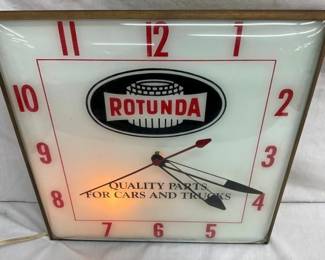 11 12 1
10 2
ROTUNDA
9 3
QUALITY PARTS
FOR CARS AND TRUCKS
8 4
7 6 5